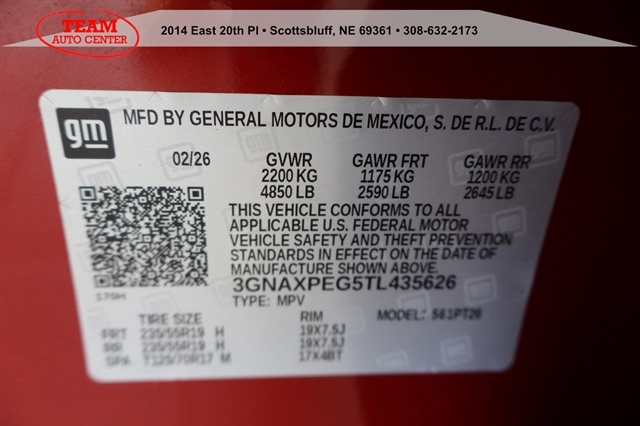 TEAM
AUTO CENTER
2014 East 20th Pl • Scottsbluff, NE 69361 • 308-632-2173
gm
MFD BY GENERAL MOTORS DE MEXICO, S. DE R.L. DE C.V.
02/26 GVWR GAWR FRT GAWR RR
2200 KG 1175 KG 1200 KG
4850 LB 2590 LB 2645 LB
THIS VEHICLE CONFORMS TO ALL
APPLICABLE U.S. FEDERAL MOTOR
VEHICLE SAFETY AND THEFT PREVENTION
STANDARDS IN EFFECT ON THE DATE OF
MANUFACTURE SHOWN ABOVE.
3GNAXPEG5TL435626
TYPE: MPV
TIRE SIZE RIM MODEL: 561PT26
FRT 235/55R19 H 19X7.5J
RR 235/55R19 H 19X7.5J
SPA T125/70R17 M 17X4BT